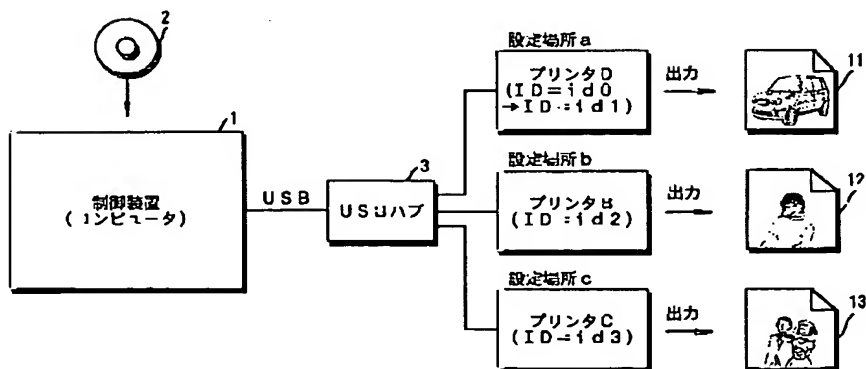 2
1
制御装置
(コンピュータ)
USB
3
USBハブ
設定場所a
プリンタD
(ID=id0
→ID=id1)
出力
11
設定場所b
プリンタB
(ID=id2)
出力
12
設定場所c
プリンタC
(ID=id3)
出力
13